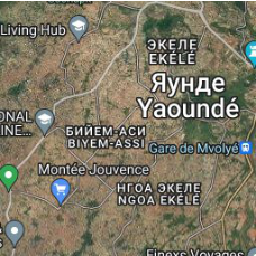 Living Hub
ЭКЕЛЕ
EKÉLÉ
Яунде
Yaoundé
ONAL
INE...
БИЙЕМ-АСИ
BIYEM-ASSI
Gare de Mvolyé
Montée Jouvence
НГОА ЭКЕЛЕ
NGOA EKÉLÉ
Finexs Voyages